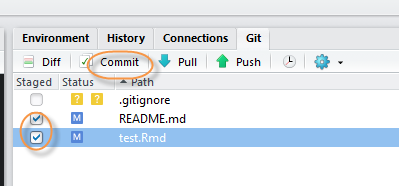 Environment History Connections Git
Diff Commit Pull Push
Staged Status Path
? ? .gitignore
M README.md
M test.Rmd